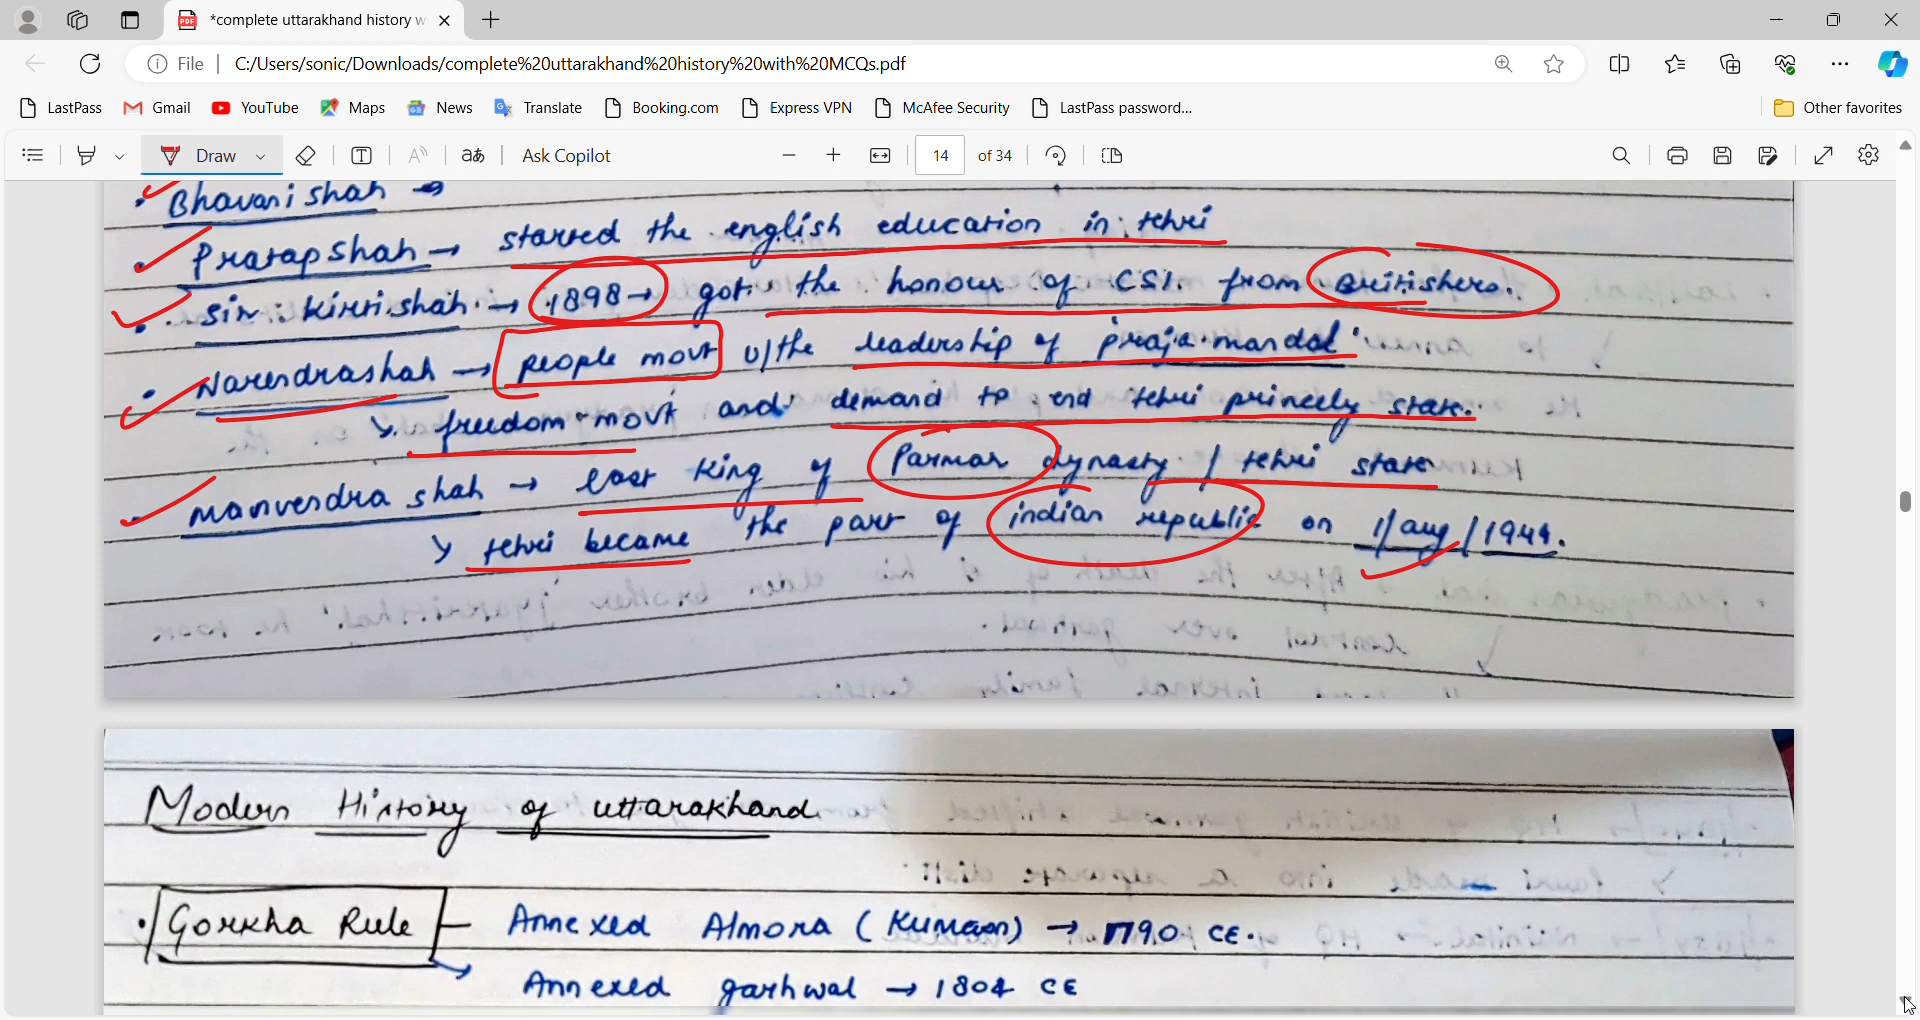 *complete uttarakhand history w
File C:/Users/sonic/Downloads/complete%20uttarakhand%20history%20with%20MCQs.pdf
LastPass Gmail YouTube Maps News Translate Booking.com Express VPN McAfee Security LastPass password... Other favorites
Draw Ask Copilot 14 of 34
Bhavani shah →
Pratap shah → started the english education in tehri
Sir kirti shah → 1898 → got the honour of CSI from Britishers.
Narendrashah → people movt u/the leadership of praja mandal
freedom movt and demand to end tehri princely state.
manvendra shah → last king of Parmar dynasty / tehri state
tehri became the part of indian republic on 1/aug/1949.
Modern History of uttarakhand
Gorkha Rule Annexed Almora (Kumaon) → 1790 CE.
Annexed garhwal → 1804 CE